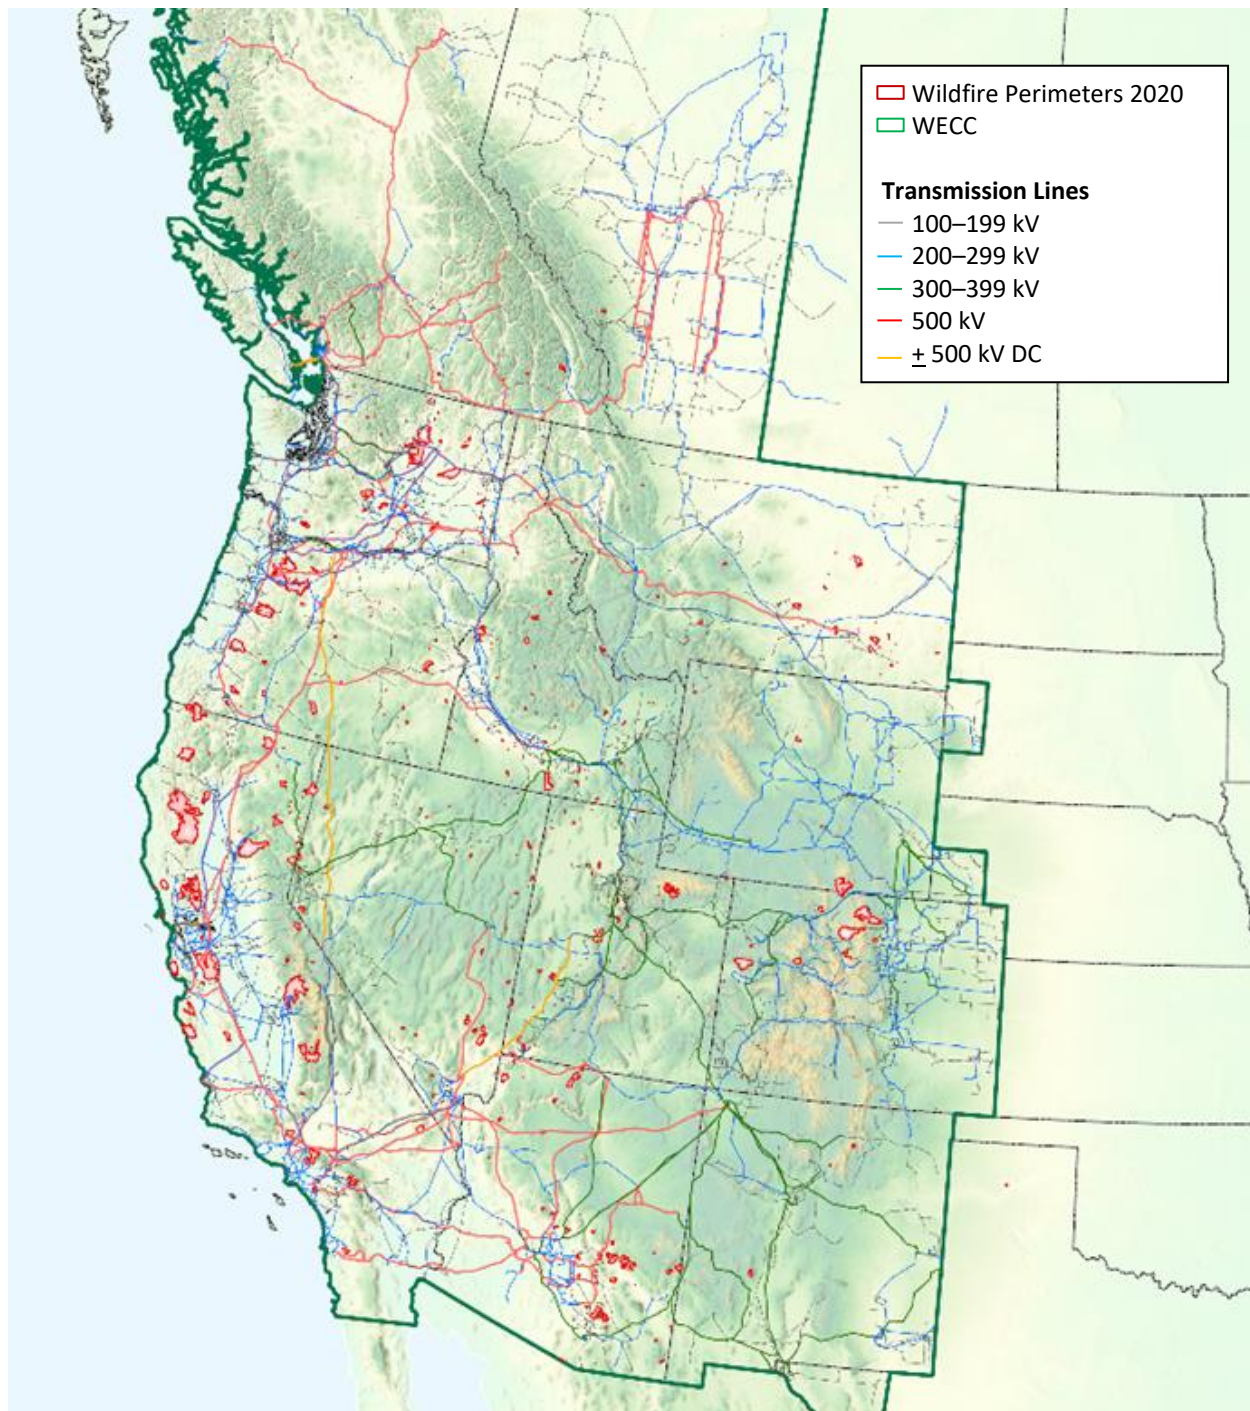 Wildfire Perimeters 2020
WECC
Transmission Lines
100–199 kV
200–299 kV
300–399 kV
500 kV
± 500 kV DC